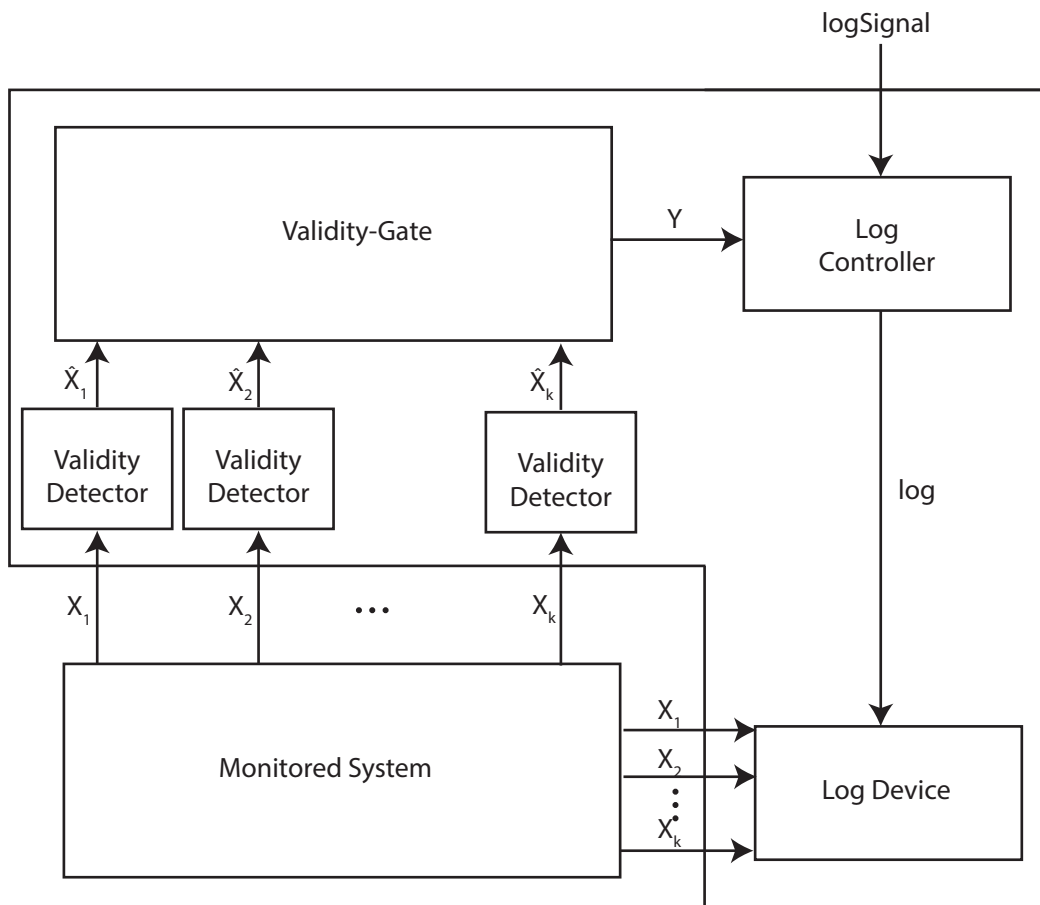 logSignal
Validity-Gate
Y
Log
Controller
X̂₁
X̂₂
X̂ₖ
Validity
Detector
Validity
Detector
Validity
Detector
log
X₁
X₂
...
Xₖ
Monitored System
X₁
X₂
⋮
Xₖ
Log Device